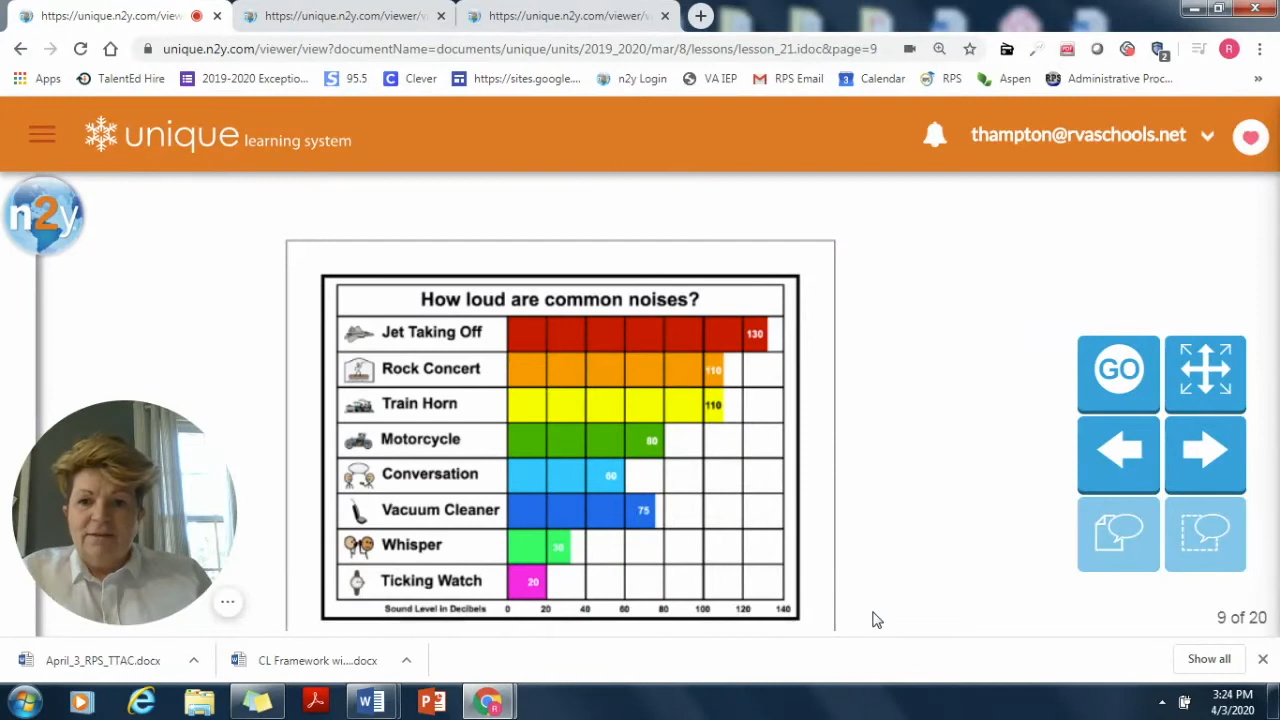 https://unique.n2y.com/view
https://unique.n2y.com/viewer/v
https://unique.n2y.com/viewer/v
unique.n2y.com/viewer/view?documentName=documents/unique/units/2019_2020/mar/8/lessons/lesson_21.idoc&page=9
2
R
Apps
TalentEd Hire
2019-2020 Exceptio...
S
95.5
C
Clever
https://sites.google....
n2y Login
VA IEP
RPS Email
3
Calendar
RPS
Aspen
Administrative Proc...
»
unique learning system
thampton@rvaschools.net
n2y
How loud are common noises?
Jet Taking Off 130
Rock Concert 110
Train Horn 110
Motorcycle 80
Conversation 60
Vacuum Cleaner 75
Whisper 30
Ticking Watch 20
Sound Level in Decibels 0 20 40 60 80 100 120 140
GO
9 of 20
April_3_RPS_TTAC.docx
CL Framework wi....docx
Show all
3:24 PM
4/3/2020